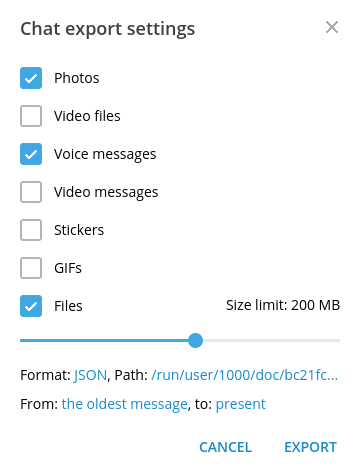 Chat export settings
Photos
Video files
Voice messages
Video messages
Stickers
GIFs
Files Size limit: 200 MB
Format: JSON, Path: /run/user/1000/doc/bc21fc...
From: the oldest message, to: present
CANCEL EXPORT